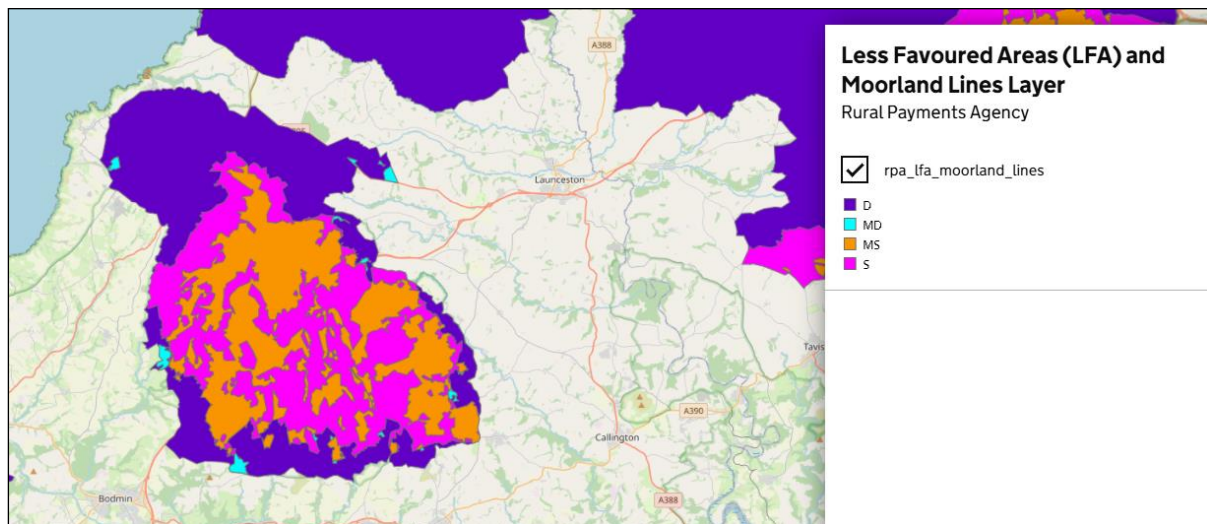 A388
Less Favoured Areas (LFA) and
Moorland Lines Layer
Rural Payments Agency
rpa_lfa_moorland_lines
D
MD
MS
S
Launceston
Tavis
A390
Callington
Bodmin
A388